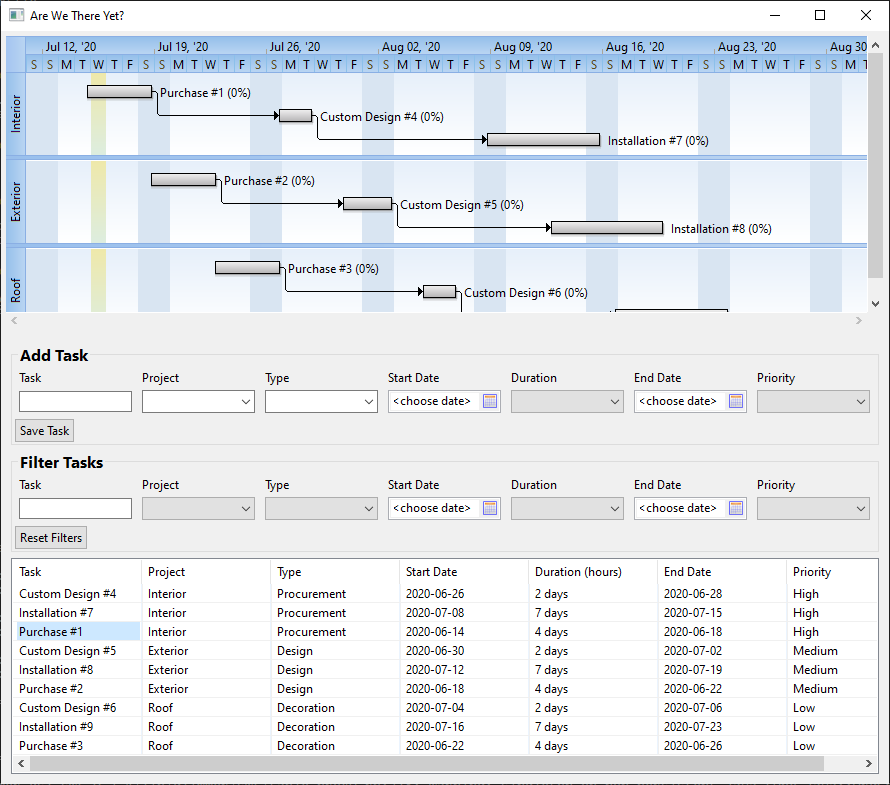 Are We There Yet?
Jul 12, '20 Jul 19, '20 Jul 26, '20 Aug 02, '20 Aug 09, '20 Aug 16, '20 Aug 23, '20 Aug 30
S S M T W T F S S M T W T F S S M T W T F S S M T W T F S S M T W T F S S M T W T F S S M T W T F S S M T
Interior
Purchase #1 (0%)
Custom Design #4 (0%)
Installation #7 (0%)
Exterior
Purchase #2 (0%)
Custom Design #5 (0%)
Installation #8 (0%)
Roof
Purchase #3 (0%)
Custom Design #6 (0%)
Add Task
Task Project Type Start Date Duration End Date Priority
<choose date> <choose date>
Save Task
Filter Tasks
Task Project Type Start Date Duration End Date Priority
<choose date> <choose date>
Reset Filters
Task Project Type Start Date Duration (hours) End Date Priority
Custom Design #4 Interior Procurement 2020-06-26 2 days 2020-06-28 High
Installation #7 Interior Procurement 2020-07-08 7 days 2020-07-15 High
Purchase #1 Interior Procurement 2020-06-14 4 days 2020-06-18 High
Custom Design #5 Exterior Design 2020-06-30 2 days 2020-07-02 Medium
Installation #8 Exterior Design 2020-07-12 7 days 2020-07-19 Medium
Purchase #2 Exterior Design 2020-06-18 4 days 2020-06-22 Medium
Custom Design #6 Roof Decoration 2020-07-04 2 days 2020-07-06 Low
Installation #9 Roof Decoration 2020-07-16 7 days 2020-07-23 Low
Purchase #3 Roof Decoration 2020-06-22 4 days 2020-06-26 Low